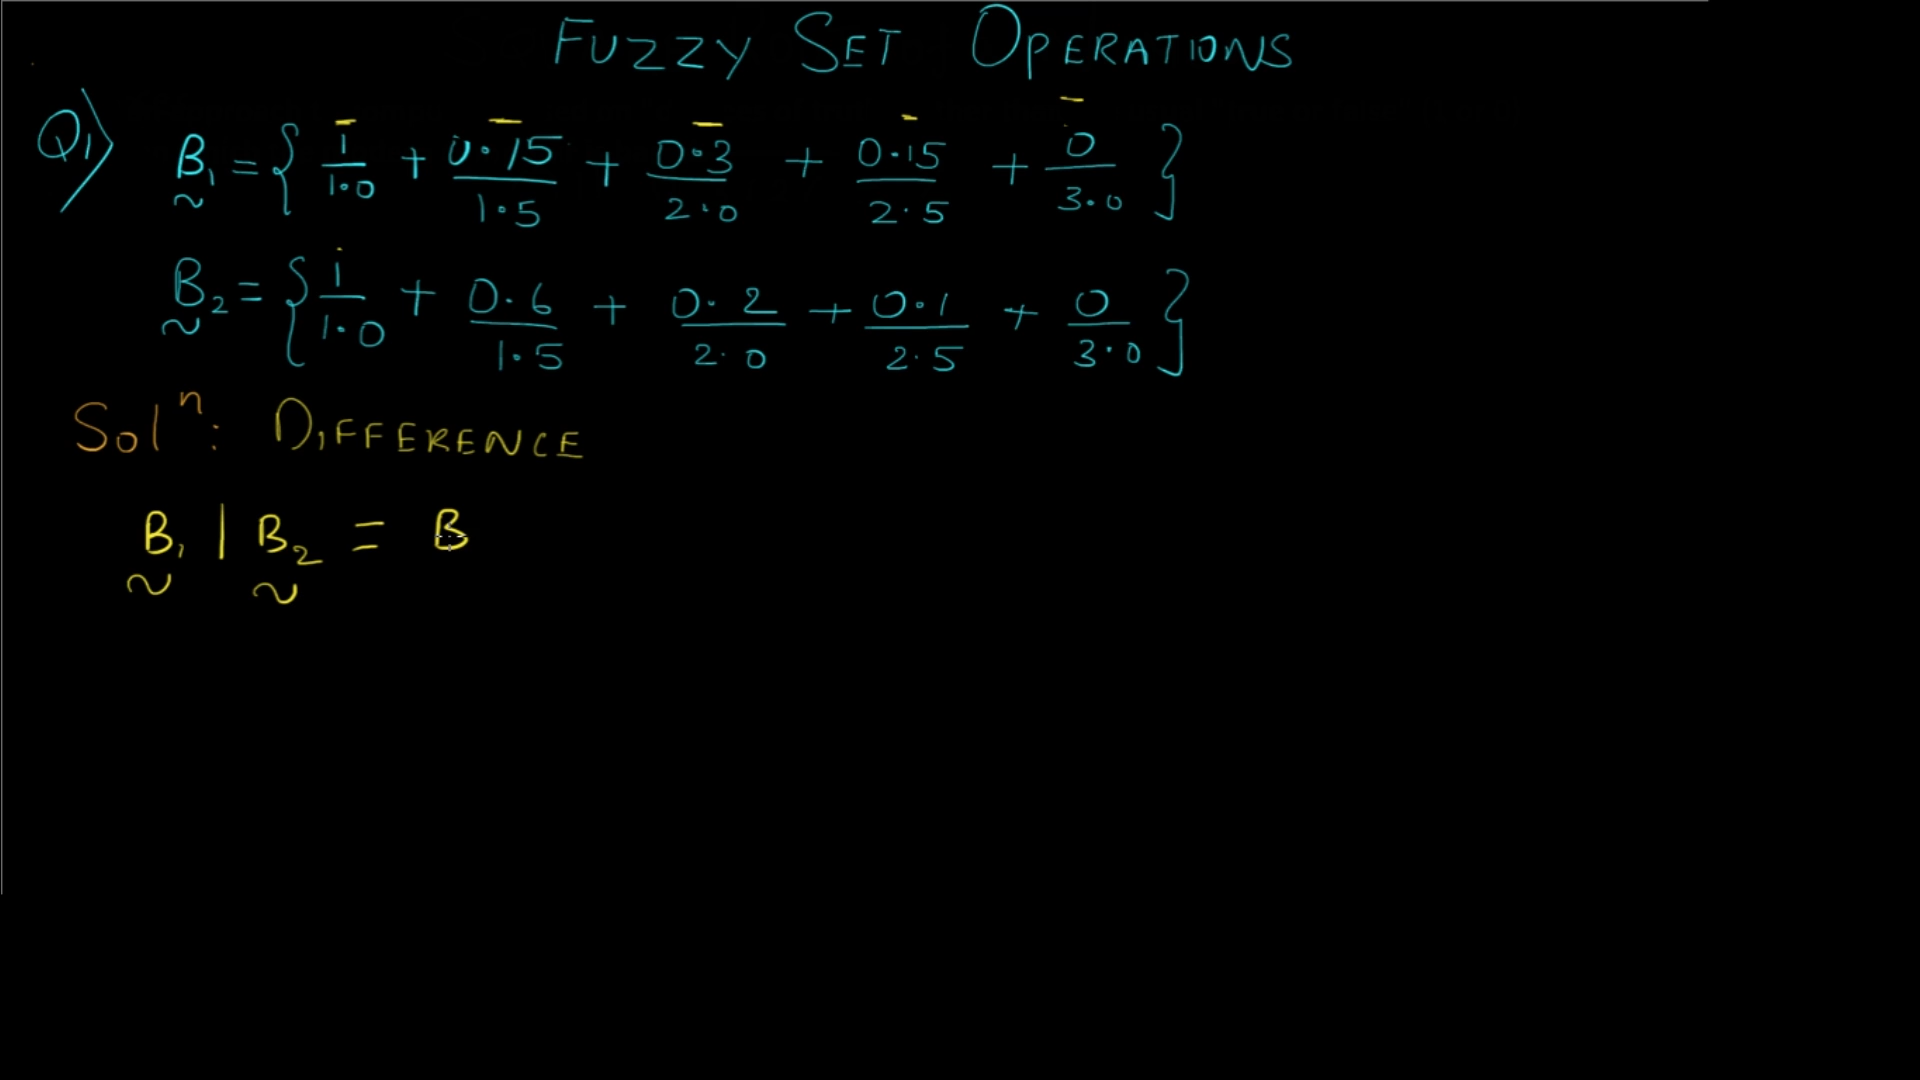 FUZZY SET OPERATIONS
Q1) B₁ = { 1/1.0 + 0.15/1.5 + 0.3/2.0 + 0.15/2.5 + 0/3.0 }
B₂ = { 1/1.0 + 0.6/1.5 + 0.2/2.0 + 0.1/2.5 + 0/3.0 }
Solⁿ: DIFFERENCE
B₁ | B₂ = B